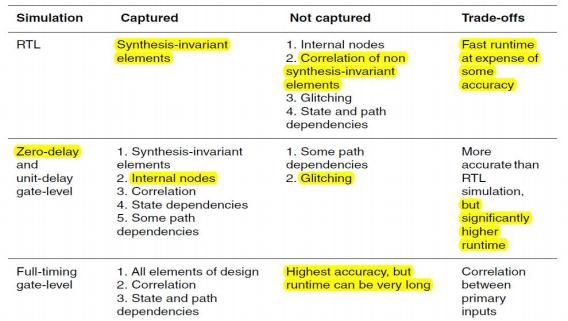 Simulation Captured Not captured Trade-offs
RTL
Synthesis-invariant
elements
1. Internal nodes
2. Correlation of non
synthesis-invariant
elements
3. Glitching
4. State and path
dependencies
Fast runtime
at expense of
some
accuracy
Zero-delay
and
unit-delay
gate-level
1. Synthesis-invariant
elements
2. Internal nodes
3. Correlation
4. State dependencies
5. Some path
dependencies
1. Some path
dependencies
2. Glitching
More
accurate than
RTL
simulation,
but
significantly
higher
runtime
Full-timing
gate-level
1. All elements of design
2. Correlation
3. State and path
dependencies
Highest accuracy, but
runtime can be very long
Correlation
between
primary
inputs